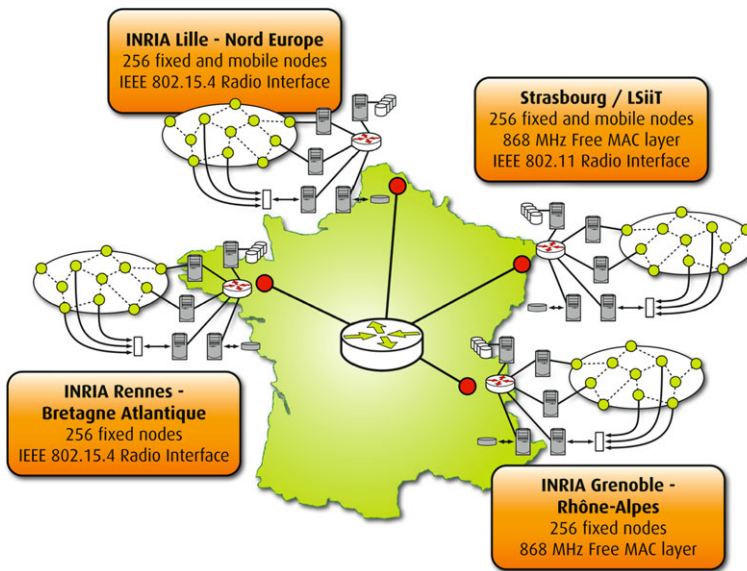 INRIA Lille - Nord Europe
256 fixed and mobile nodes
IEEE 802.15.4 Radio Interface
Strasbourg / LSiiT
256 fixed and mobile nodes
868 MHz Free MAC layer
IEEE 802.11 Radio Interface
INRIA Rennes -
Bretagne Atlantique
256 fixed nodes
IEEE 802.15.4 Radio Interface
INRIA Grenoble -
Rhône-Alpes
256 fixed nodes
868 MHz Free MAC layer